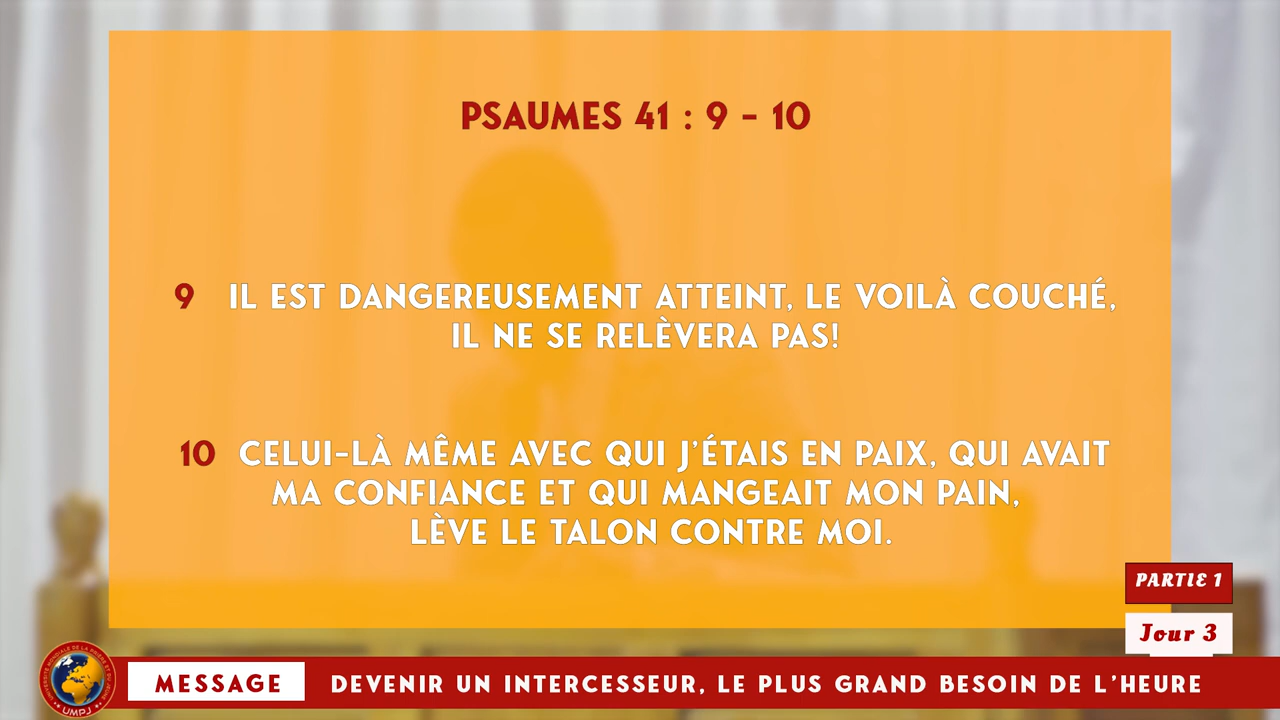 PSAUMES 41 : 9 - 10
9 IL EST DANGEREUSEMENT ATTEINT, LE VOILÀ COUCHÉ,
IL NE SE RELÈVERA PAS!
10 CELUI-LÀ MÊME AVEC QUI J'ÉTAIS EN PAIX, QUI AVAIT
MA CONFIANCE ET QUI MANGEAIT MON PAIN,
LÈVE LE TALON CONTRE MOI.
PARTIE 1
Jour 3
MESSAGE DEVENIR UN INTERCESSEUR, LE PLUS GRAND BESOIN DE L'HEURE
UMPJ